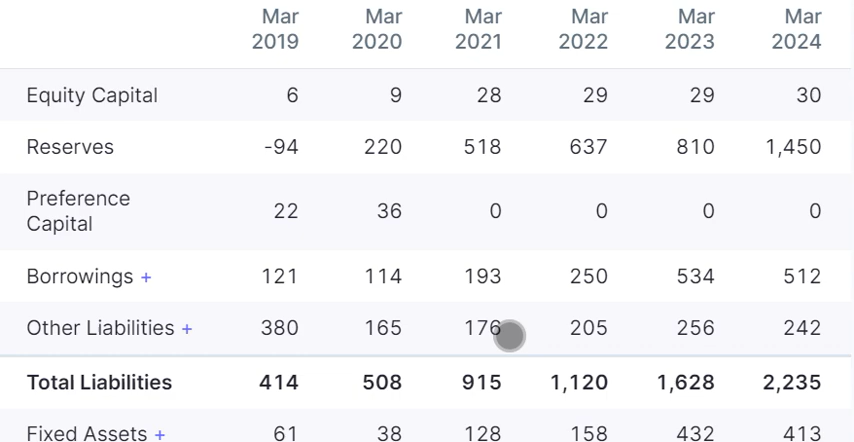 Mar Mar Mar Mar Mar Mar
2019 2020 2021 2022 2023 2024
Equity Capital 6 9 28 29 29 30
Reserves -94 220 518 637 810 1,450
Preference
Capital 22 36 0 0 0 0
Borrowings + 121 114 193 250 534 512
Other Liabilities + 380 165 176 205 256 242
Total Liabilities 414 508 915 1,120 1,628 2,235
Fixed Assets + 61 38 128 158 432 413